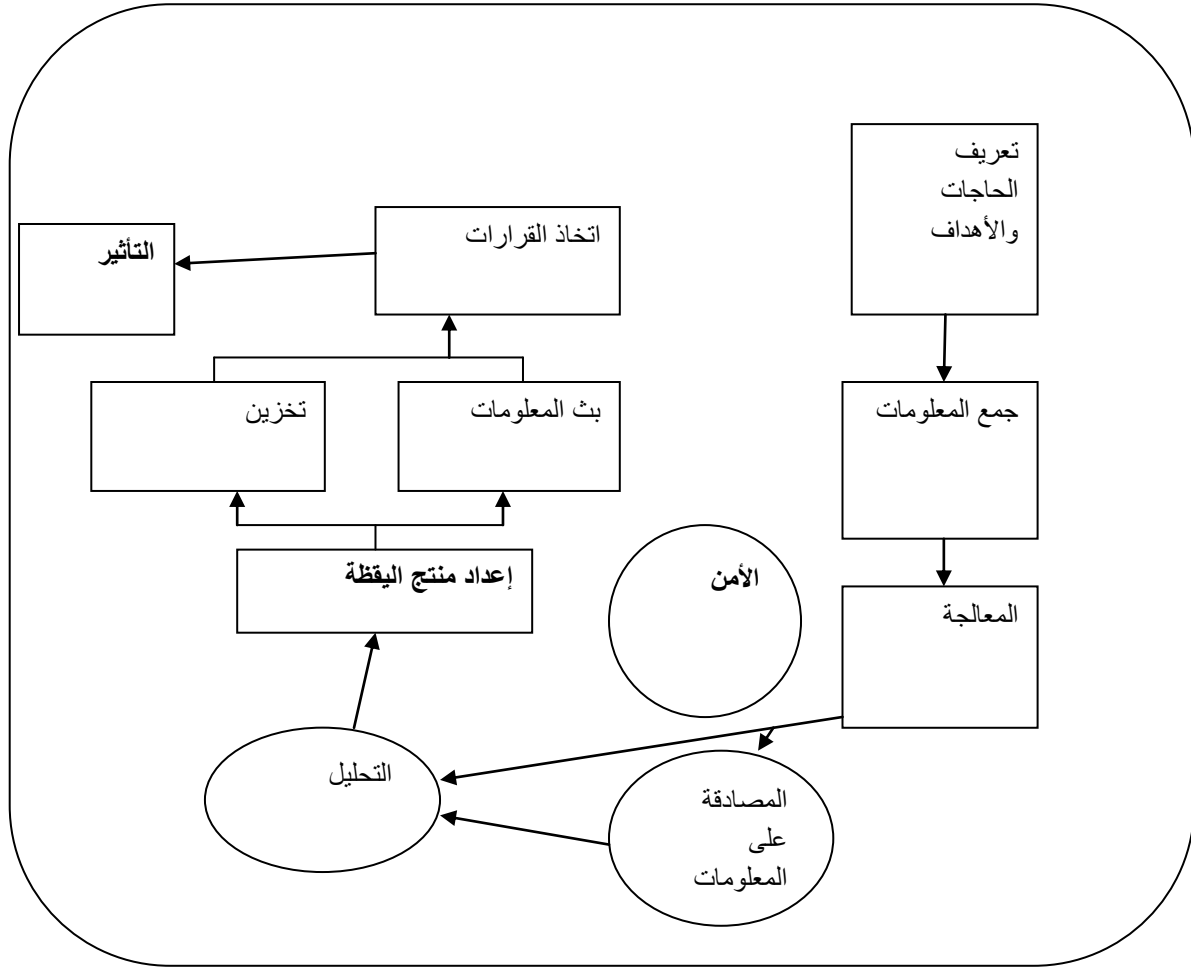 تعريف
الحاجات
والأهداف
اتخاذ القرارات
التأثير
جمع المعلومات
بث المعلومات
تخزين
الأمن
إعداد منتج اليقظة
المعالجة
التحليل
المصادقة
على
المعلومات